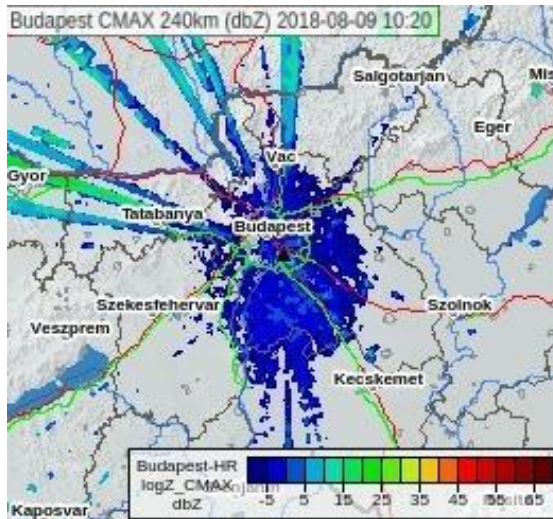 Budapest CMAX 240km (dbZ) 2018-08-09 10:20
Salgotarjan
Mis
Eger
Vac
Gyor
Tatabanya
Budapest
Szekesfehervar
Szolnok
Veszprem
Kecskemet
Budapest-HR
logZ_CMAX
dbZ
-5 5 15 25 35 45 55 65
Kaposvar